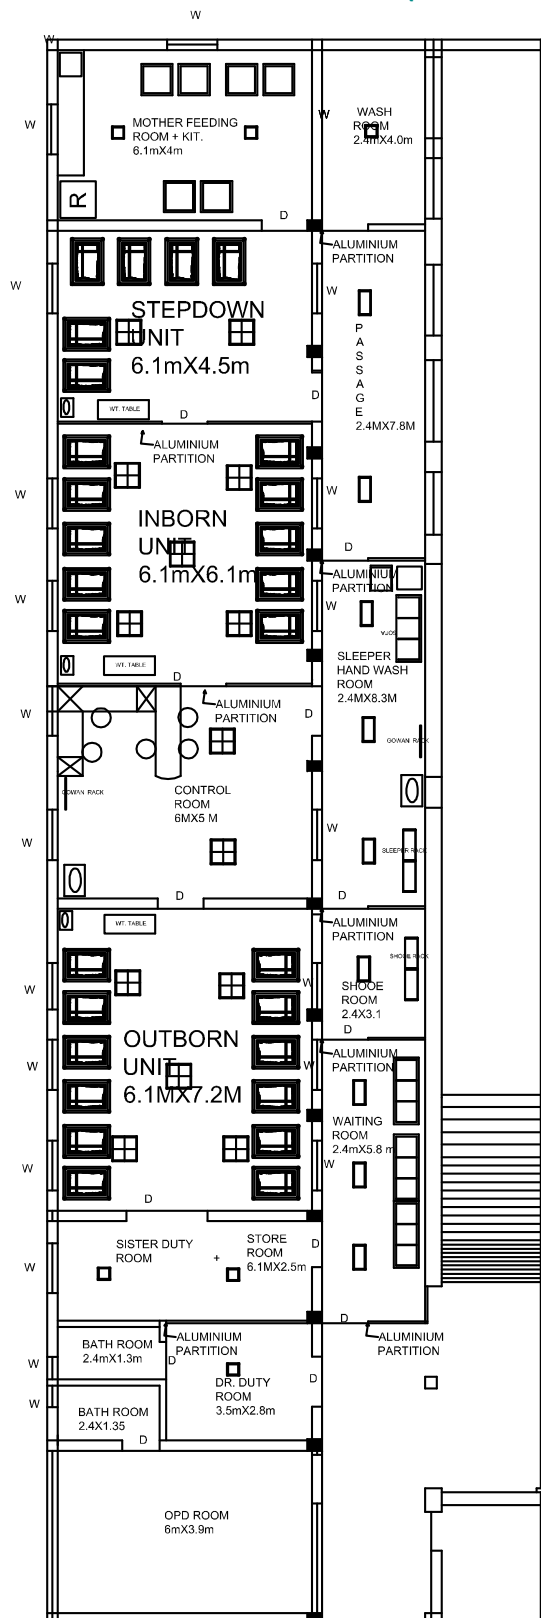 W
W
W
MOTHER FEEDING
ROOM + KIT.
6.1mX4m
R
D
W
WASH
ROOM
2.4mX4.0m
ALUMINIUM
PARTITION
W
STEPDOWN
UNIT
6.1mX4.5m
W
PASSAGE
2.4MX7.8M
D
WT. TABLE
D
ALUMINIUM
PARTITION
W
INBORN
UNIT
6.1mX6.1m
W
D
ALUMINIUM
PARTITION
W
W
SOFA
SLEEPER
HAND WASH
ROOM
2.4MX8.3M
WT. TABLE
D
ALUMINIUM
PARTITION
W
D
GOWAN RACK
CONTROL
ROOM
6MX5 M
GOWAN RACK
W
W
SLEEPER RACK
D
D
WT. TABLE
ALUMINIUM
PARTITION
SHOOE RACK
W
W
SHOOE
ROOM
2.4X3.1
D
OUTBORN
UNIT
6.1MX7.2M
ALUMINIUM
PARTITION
W
W
WAITING
ROOM
2.4mX5.8 m
W
W
D
SISTER DUTY
ROOM
+
STORE
ROOM
6.1MX2.5m
D
W
D
ALUMINIUM
PARTITION
ALUMINIUM
PARTITION
BATH ROOM
2.4mX1.3m
W
D
DR. DUTY
ROOM
3.5mX2.8m
D
W
BATH ROOM
2.4X1.35
D
OPD ROOM
6mX3.9m